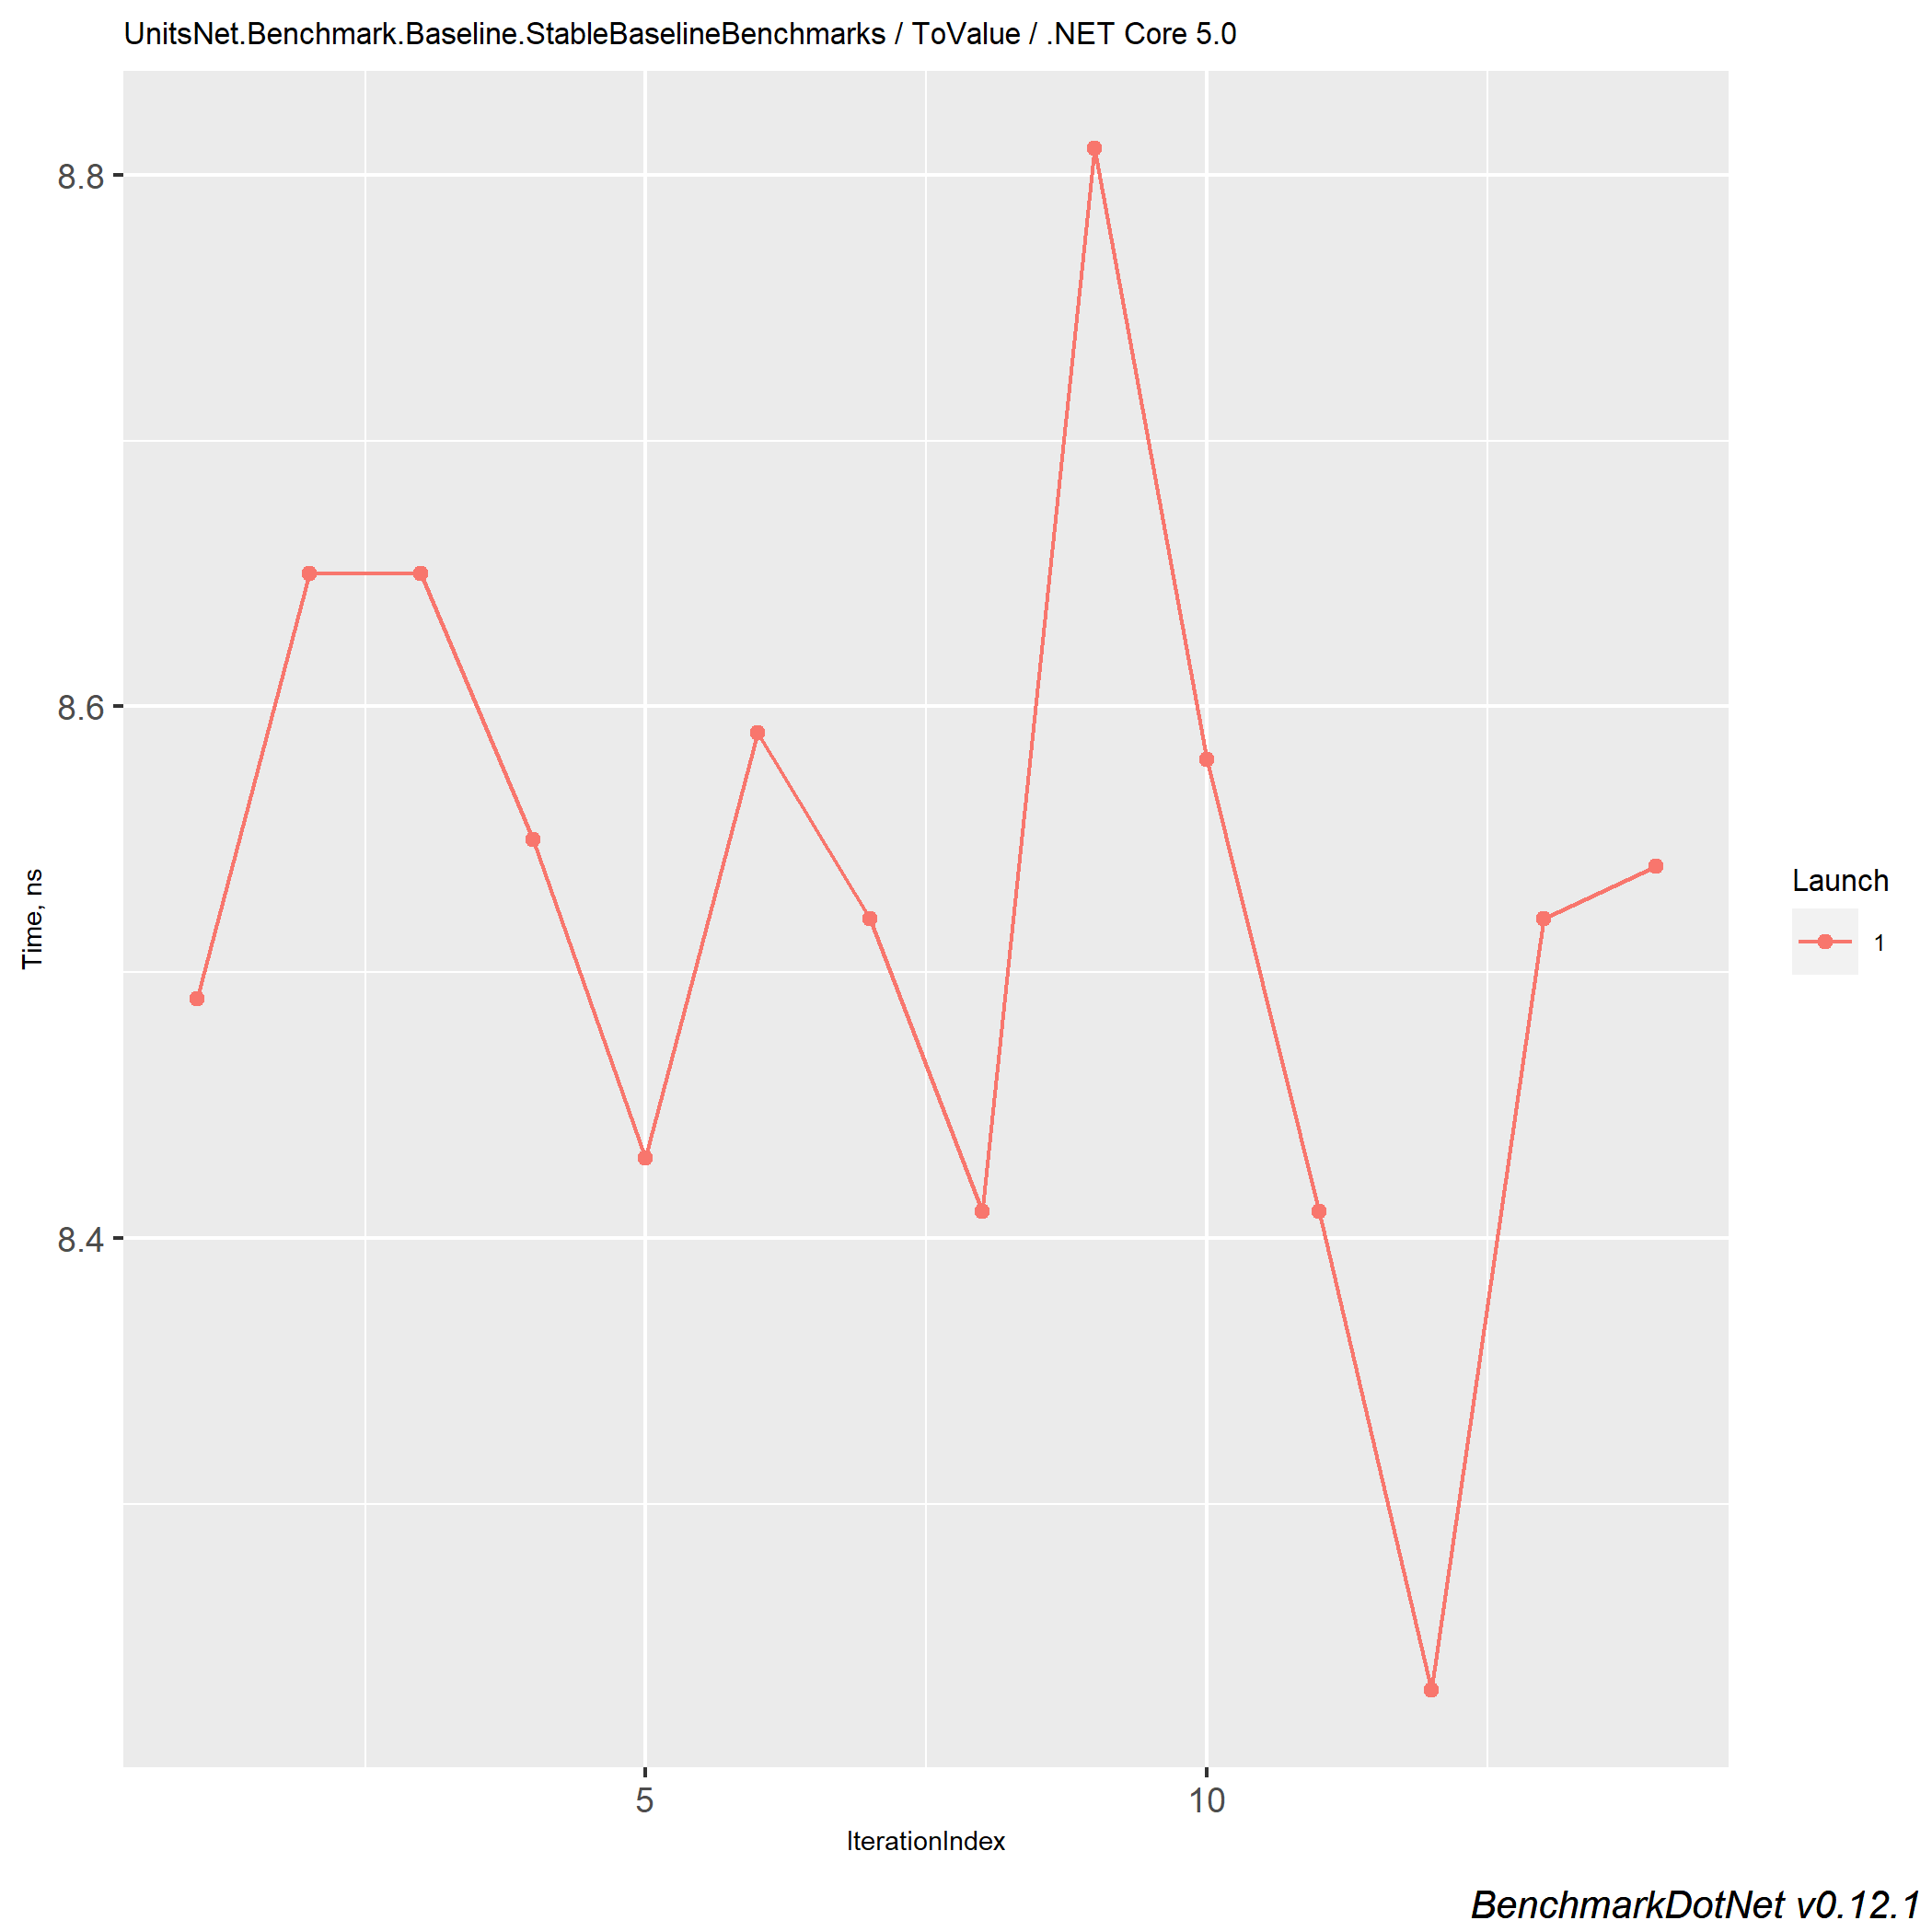 UnitsNet.Benchmark.Baseline.StableBaselineBenchmarks / ToValue / .NET Core 5.0
8.8
8.6
8.4
Time, ns
5
10
IterationIndex
Launch
1
BenchmarkDotNet v0.12.1